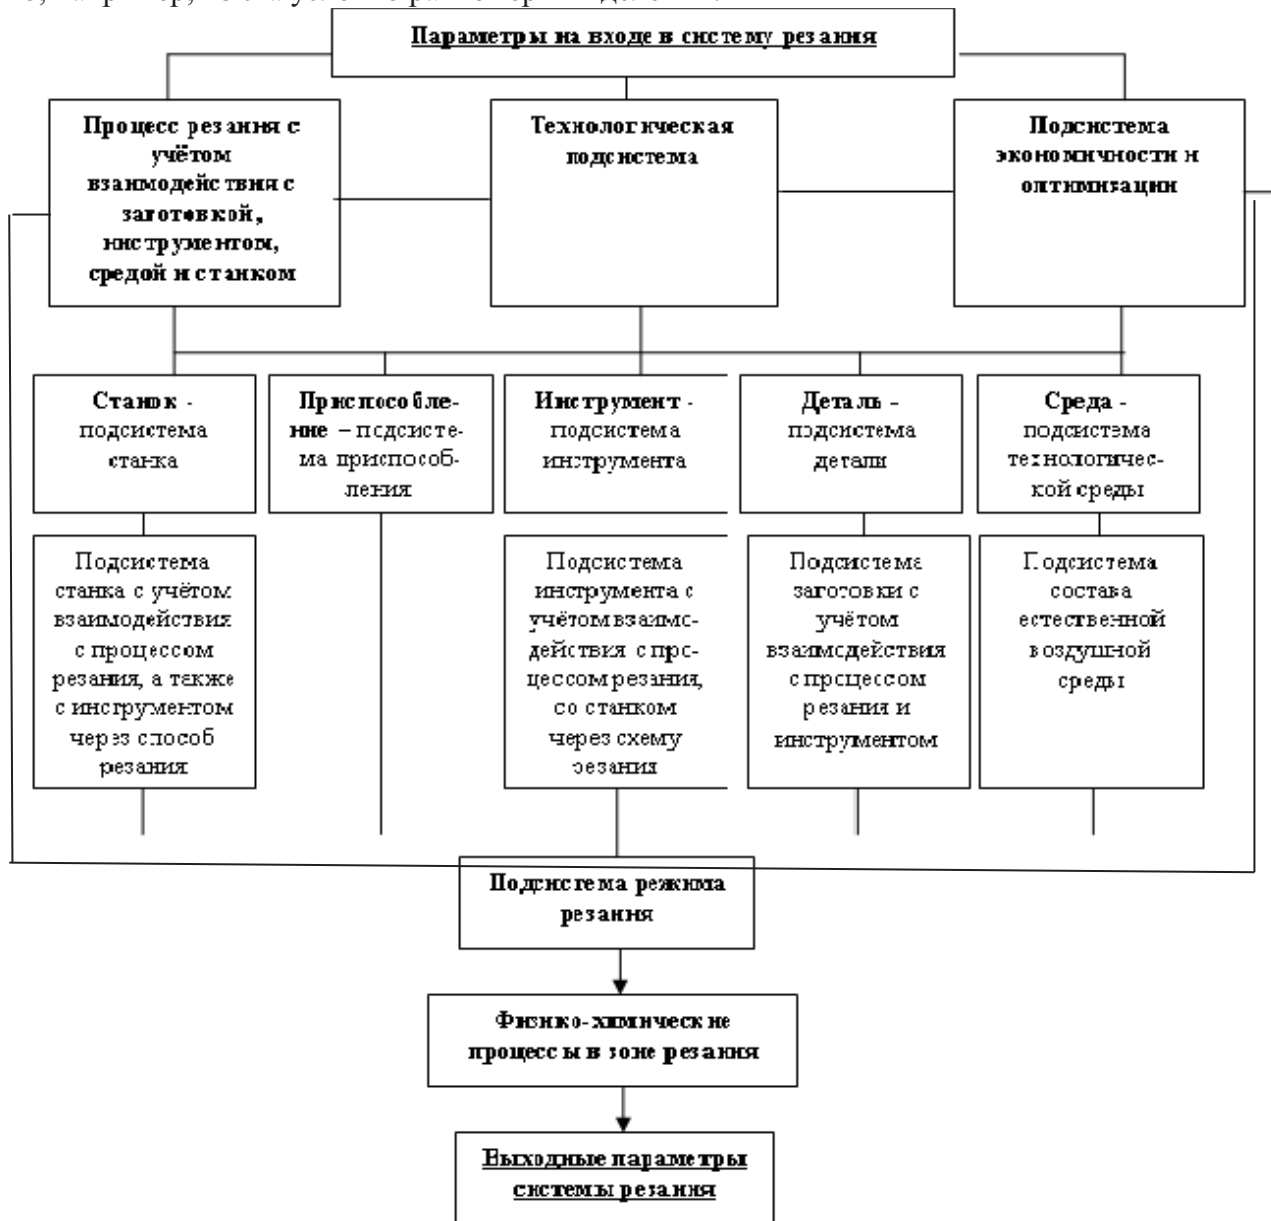 Параметры на входе в систему резания
Процесс резания с
учётом
взаимодействия с
заготовкой,
инструментом,
средой и станком
Технологическая
подсистема
Подсистема
экономичности и
оптимизации
Станок -
подсистема
станка
Приспособле-
ние – подсисте-
ма приспособ-
ления
Инструмент -
подсистема
инструмента
Деталь –
подсистема
детали
Среда -
подсистема
технологичес-
кой среды
Подсистема
станка с учётом
взаимодействия
с процессом
резания, а также
с инструментом
через способ
резания
Подсистема
инструмента с
учётом взаимо-
действия с про-
цессом резания,
со станком
через схему
резания
Подсистема
заготовки с
учётом
взаимодействия
с процессом
резания и
инструментом
Подсистема
состава
естественной
воздушной
среды
Подсистема режима
резания
Физико-химические
процессы в зоне резания
Выходные параметры
системы резания